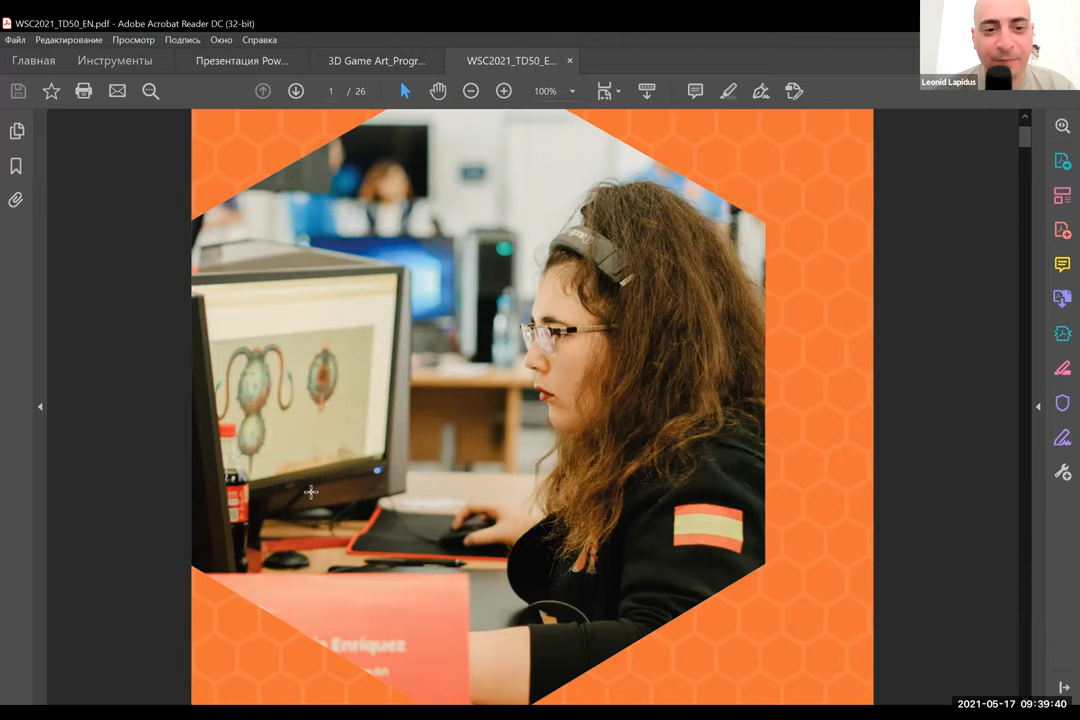 WSC2021_TD50_EN.pdf - Adobe Acrobat Reader DC (32-bit)
Файл Редактирование Просмотр Подпись Окно Справка
Главная Инструменты Презентация Pow... 3D Game Art_Progr... WSC2021_TD50_E... ×
1 / 26 100%
Leonid Lapidus
Enriquez
2021-05-17 09:39:40